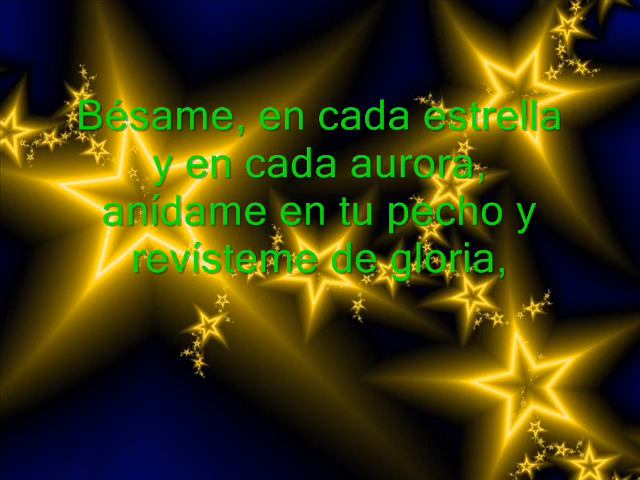 Bésame, en cada estrella
y en cada aurora,
anídame en tu pecho y
revísteme de gloria,